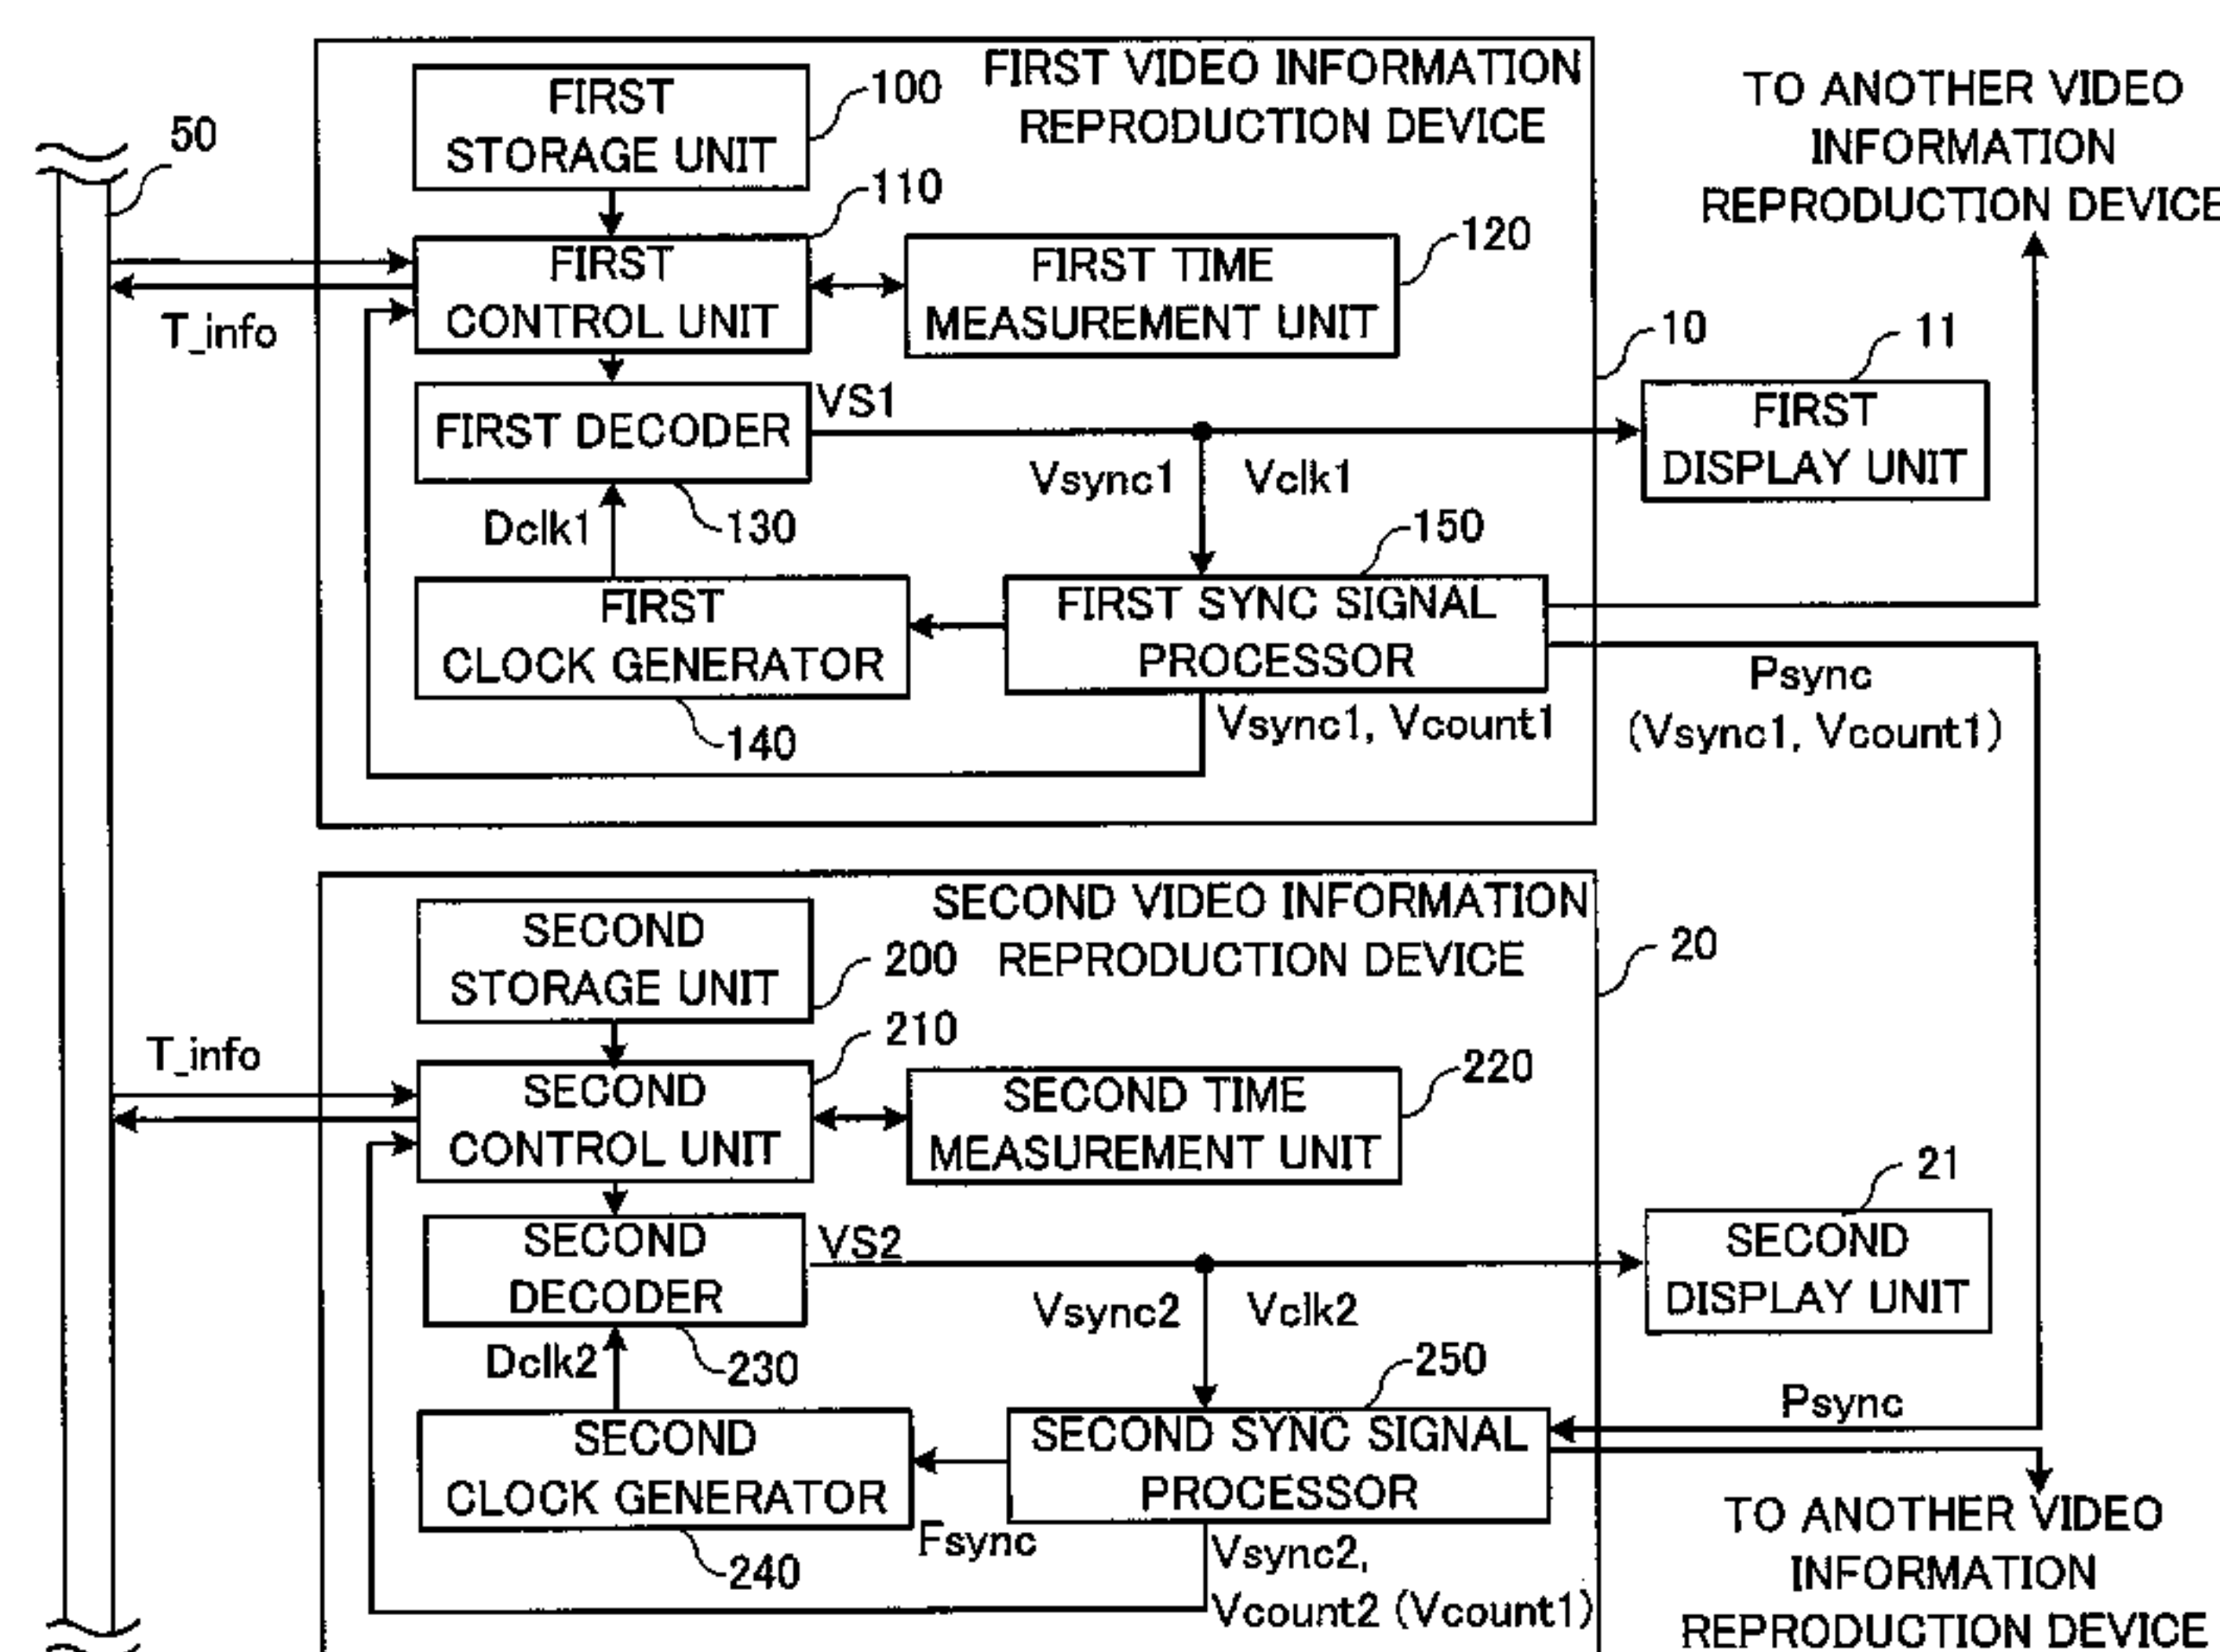 FIRST VIDEO INFORMATION
REPRODUCTION DEVICE
TO ANOTHER VIDEO
INFORMATION
REPRODUCTION DEVICE
50
FIRST
STORAGE UNIT
100
110
FIRST
CONTROL UNIT
T_info
FIRST TIME
MEASUREMENT UNIT
120
10
11
FIRST
DISPLAY UNIT
FIRST DECODER
VS1
Vsync1
Vclk1
Dclk1
130
150
FIRST
CLOCK GENERATOR
140
FIRST SYNC SIGNAL
PROCESSOR
Vsync1, Vcount1
Psync
(Vsync1, Vcount1)
SECOND VIDEO INFORMATION
REPRODUCTION DEVICE
20
SECOND
STORAGE UNIT
200
210
T_info
SECOND
CONTROL UNIT
SECOND TIME
MEASUREMENT UNIT
220
21
SECOND
DISPLAY UNIT
SECOND
DECODER
VS2
Vsync2
Vclk2
Dclk2
230
250
SECOND
CLOCK GENERATOR
240
Fsync
SECOND SYNC SIGNAL
PROCESSOR
Psync
Vsync2,
Vcount2 (Vcount1)
TO ANOTHER VIDEO
INFORMATION
REPRODUCTION DEVICE